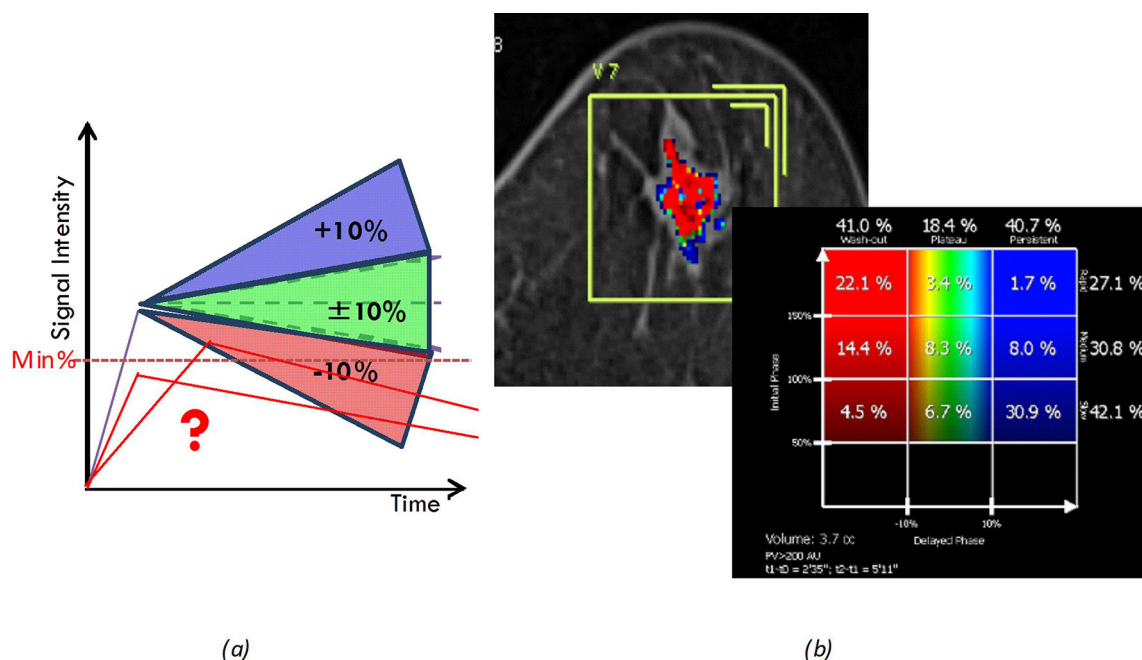 Signal Intensity
+10%
±10%
Min%
-10%
?
Time
(a)
8
V 7
41.0 % 18.4 % 40.7 %
Wash-out Plateau Persistent
22.1 % 3.4 % 1.7 % Rapid 27.1 %
150%
14.4 % 8.3 % 8.0 % Medium 30.8 %
Initial Phase
100%
4.5 % 6.7 % 30.9 % Slow 42.1 %
50%
-10% 10%
Delayed Phase
Volume: 3.7 cc
PV>200 AU
t1-t0 = 2'35"; t2-t1 = 5'11"
(b)